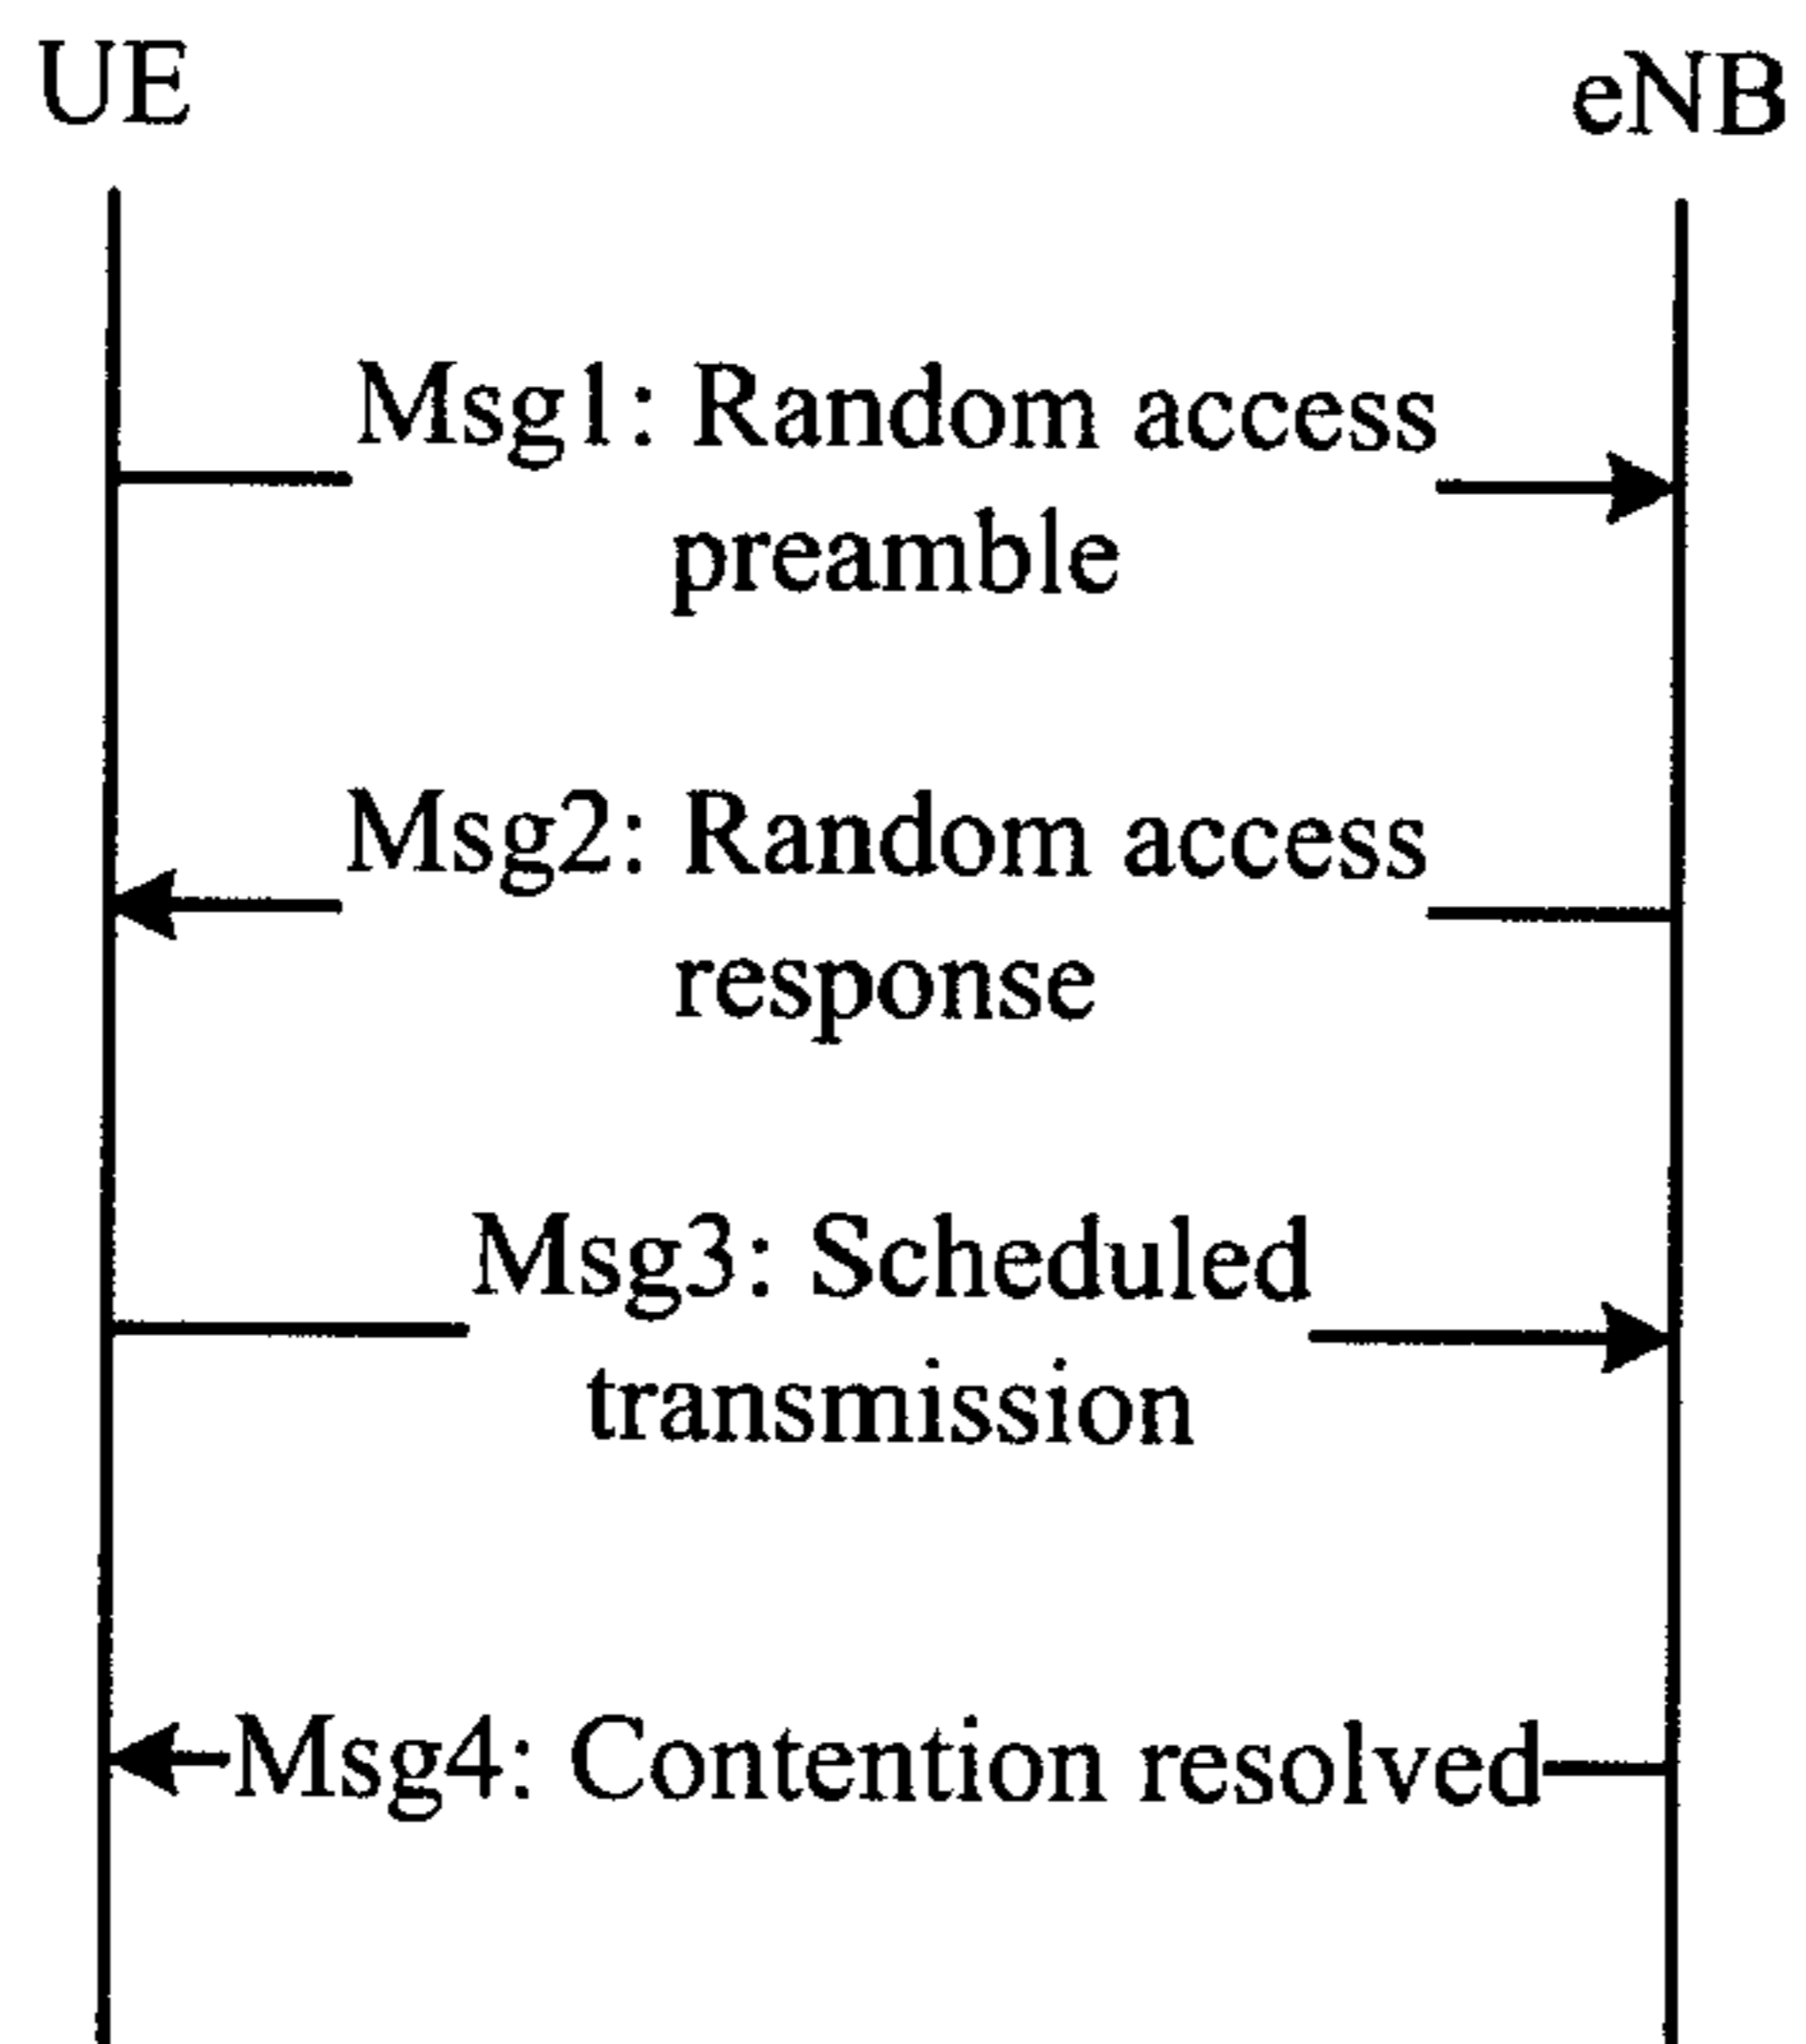 UE
eNB
Msg1: Random access
preamble
Msg2: Random access
response
Msg3: Scheduled
transmission
Msg4: Contention resolved